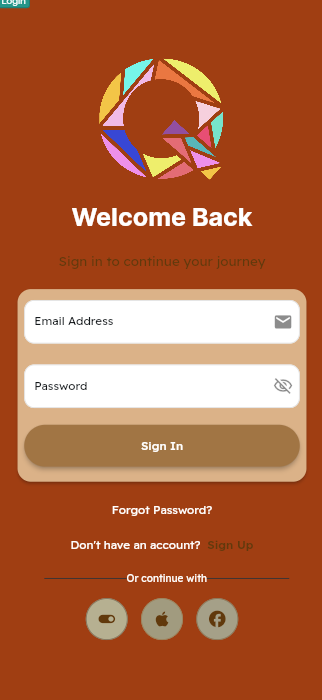 Login
Welcome Back
Sign in to continue your journey
Email Address
Password
Sign In
Forgot Password?
Don't have an account? Sign Up
Or continue with